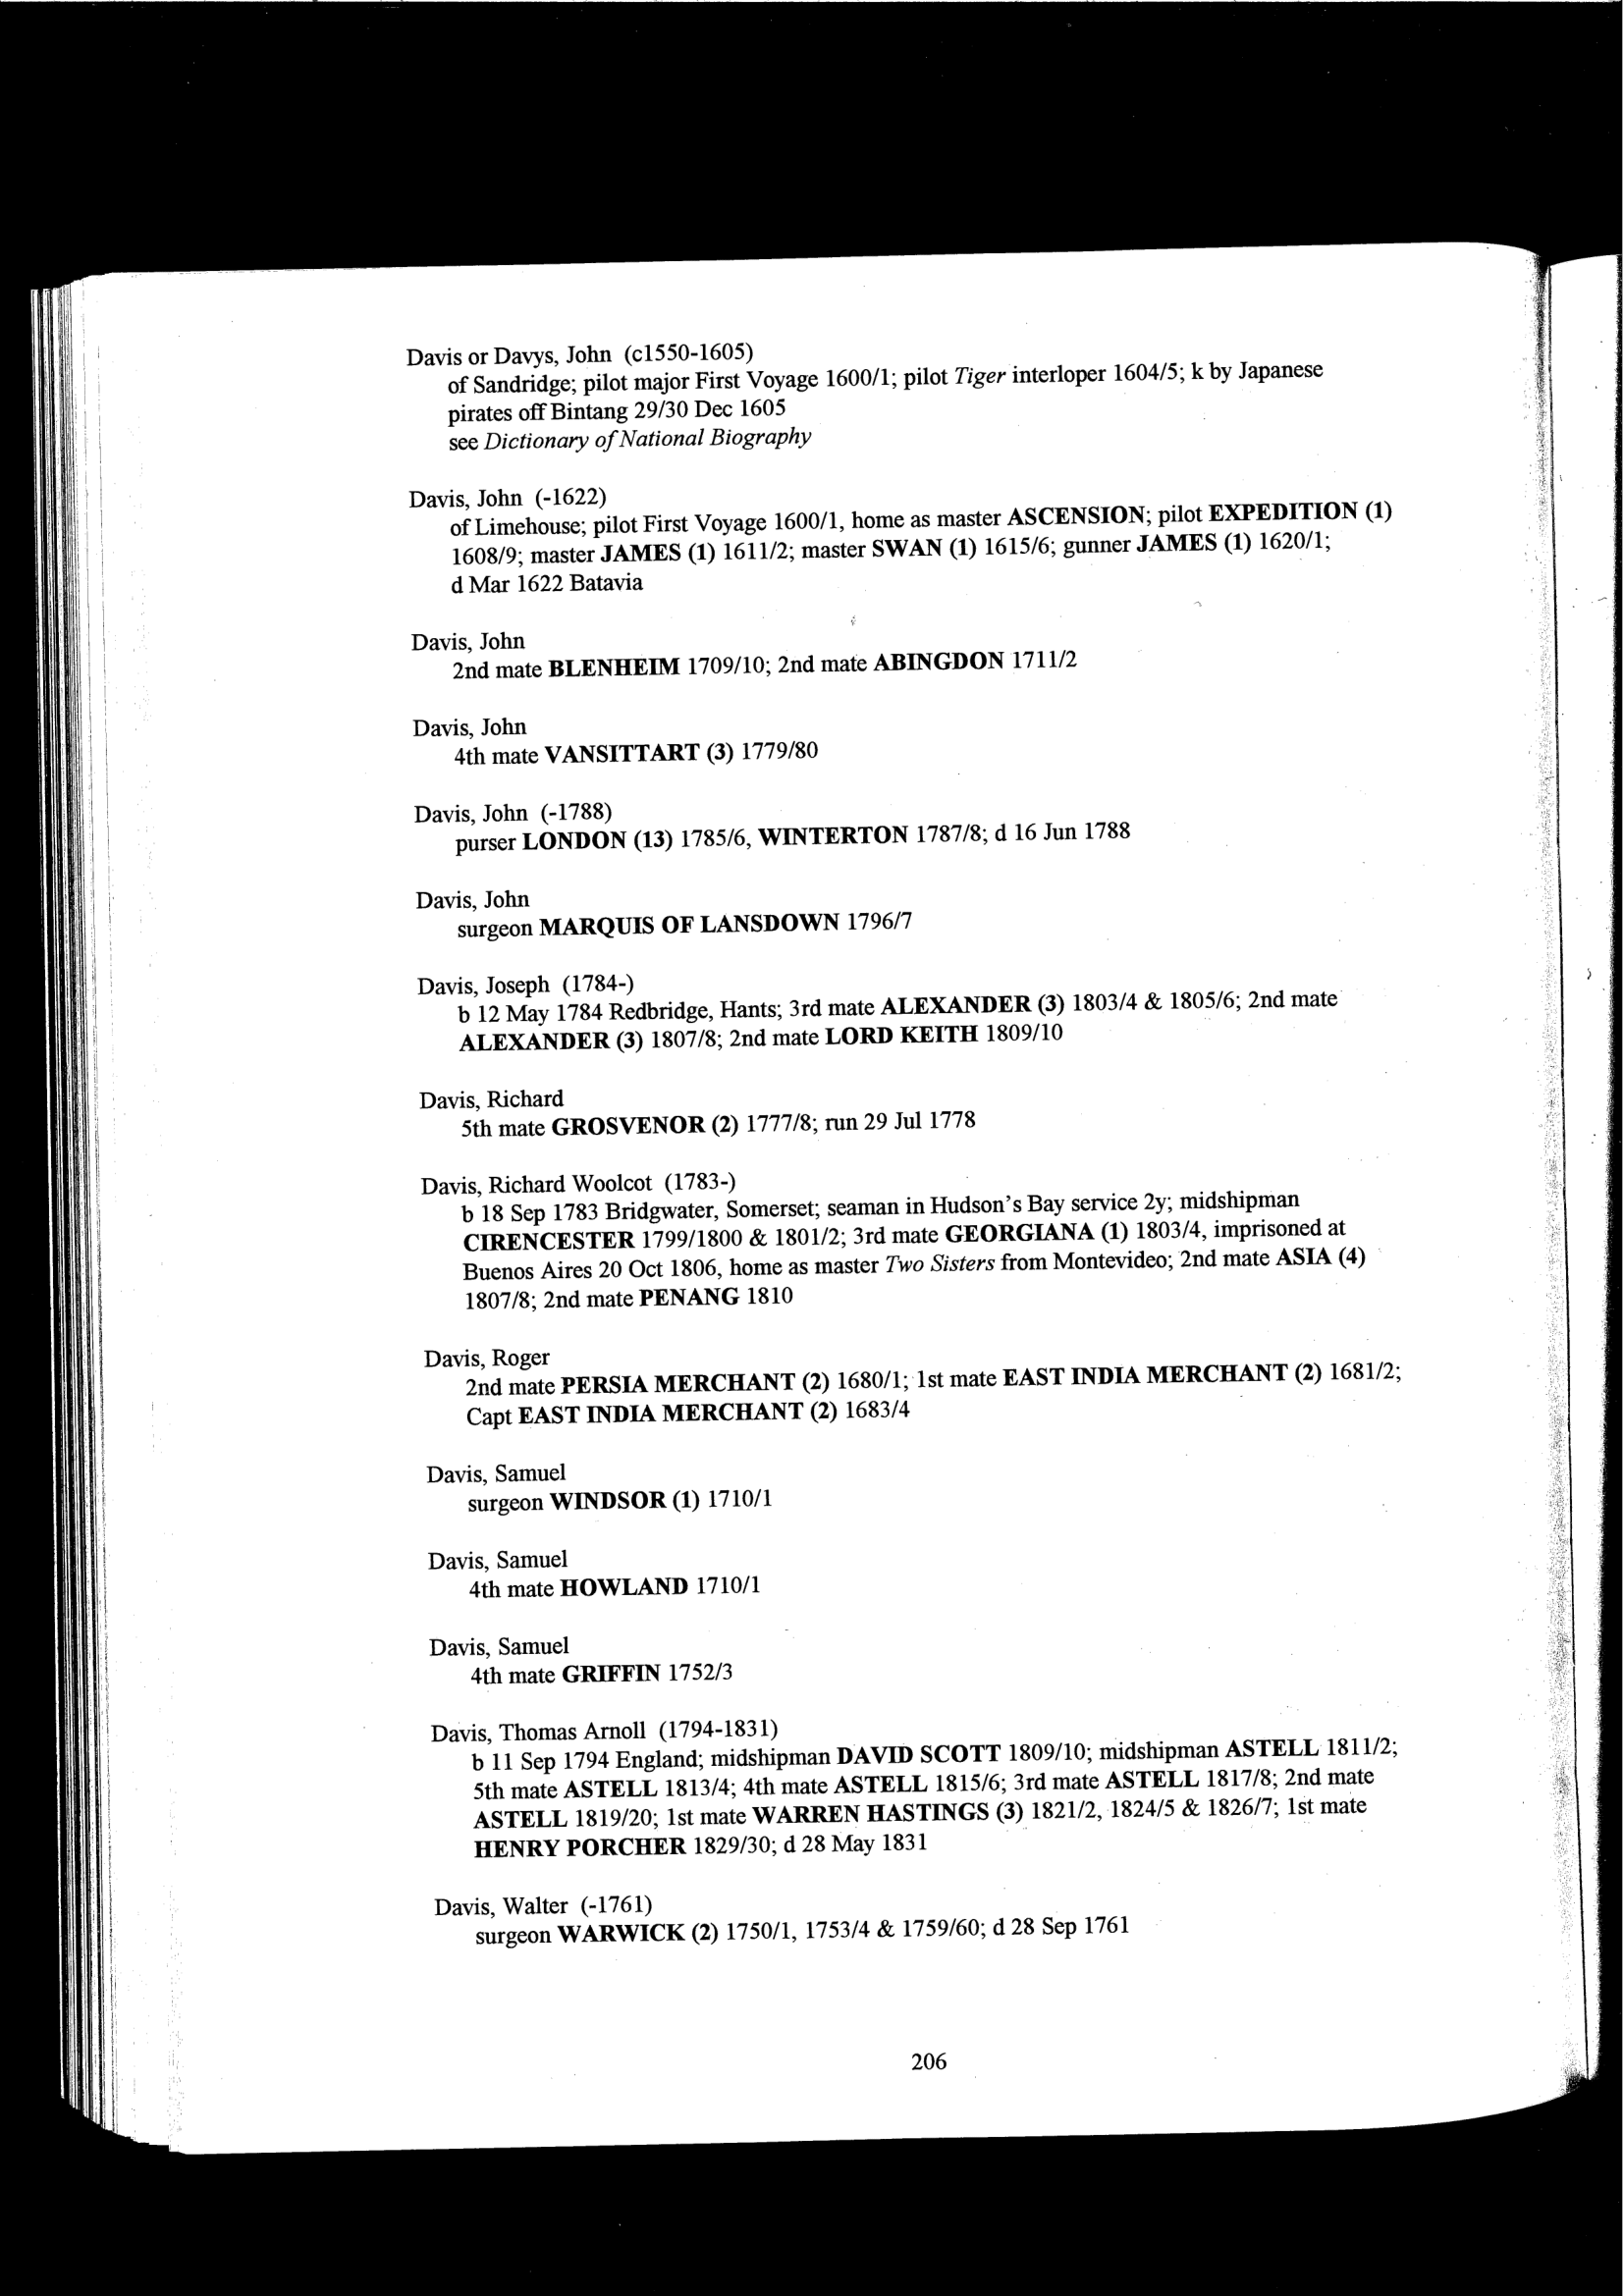 Davis or Davys, John (c1550-1605)
of Sandridge; pilot major First Voyage 1600/1; pilot Tiger interloper 1604/5; k by Japanese
pirates off Bintang 29/30 Dec 1605
see Dictionary of National Biography
Davis, John (-1622)
of Limehouse; pilot First Voyage 1600/1, home as master ASCENSION; pilot EXPEDITION (1)
1608/9; master JAMES (1) 1611/2; master SWAN (1) 1615/6; gunner JAMES (1) 1620/1;
d Mar 1622 Batavia
Davis, John
2nd mate BLENHEIM 1709/10; 2nd mate ABINGDON 1711/2
Davis, John
4th mate VANSITTART (3) 1779/80
Davis, John (-1788)
purser LONDON (13) 1785/6, WINTERTON 1787/8; d 16 Jun 1788
Davis, John
surgeon MARQUIS OF LANSDOWN 1796/7
Davis, Joseph (1784-)
b 12 May 1784 Redbridge, Hants; 3rd mate ALEXANDER (3) 1803/4 & 1805/6; 2nd mate
ALEXANDER (3) 1807/8; 2nd mate LORD KEITH 1809/10
Davis, Richard
5th mate GROSVENOR (2) 1777/8; run 29 Jul 1778
Davis, Richard Woolcot (1783-)
b 18 Sep 1783 Bridgwater, Somerset; seaman in Hudson's Bay service 2y; midshipman
CIRENCESTER 1799/1800 & 1801/2; 3rd mate GEORGIANA (1) 1803/4, imprisoned at
Buenos Aires 20 Oct 1806, home as master Two Sisters from Montevideo; 2nd mate ASIA (4)
1807/8; 2nd mate PENANG 1810
Davis, Roger
2nd mate PERSIA MERCHANT (2) 1680/1; 1st mate EAST INDIA MERCHANT (2) 1681/2;
Capt EAST INDIA MERCHANT (2) 1683/4
Davis, Samuel
surgeon WINDSOR (1) 1710/1
Davis, Samuel
4th mate HOWLAND 1710/1
Davis, Samuel
4th mate GRIFFIN 1752/3
Davis, Thomas Arnoll (1794-1831)
b 11 Sep 1794 England; midshipman DAVID SCOTT 1809/10; midshipman ASTELL 1811/2;
5th mate ASTELL 1813/4; 4th mate ASTELL 1815/6; 3rd mate ASTELL 1817/8; 2nd mate
ASTELL 1819/20; 1st mate WARREN HASTINGS (3) 1821/2, 1824/5 & 1826/7; 1st mate
HENRY PORCHER 1829/30; d 28 May 1831
Davis, Walter (-1761)
surgeon WARWICK (2) 1750/1, 1753/4 & 1759/60; d 28 Sep 1761
206